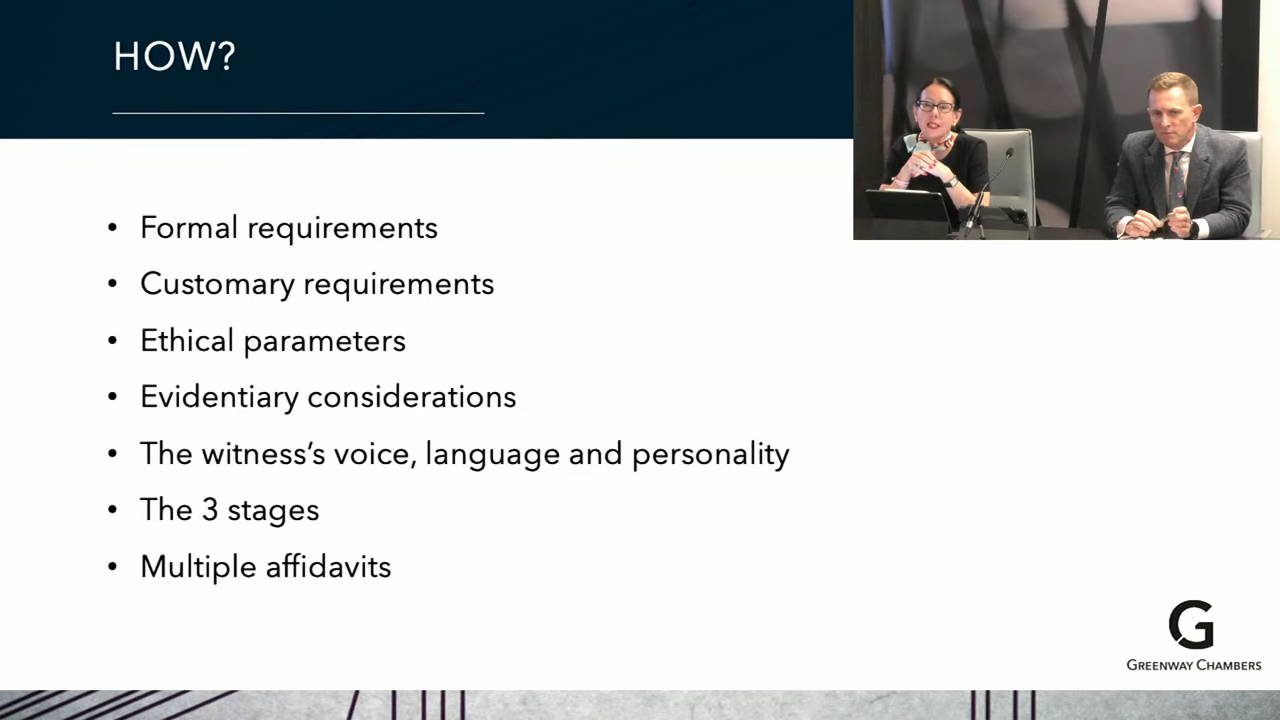 HOW?
• Formal requirements
• Customary requirements
• Ethical parameters
• Evidentiary considerations
• The witness’s voice, language and personality
• The 3 stages
• Multiple affidavits
G
GREENWAY CHAMBERS